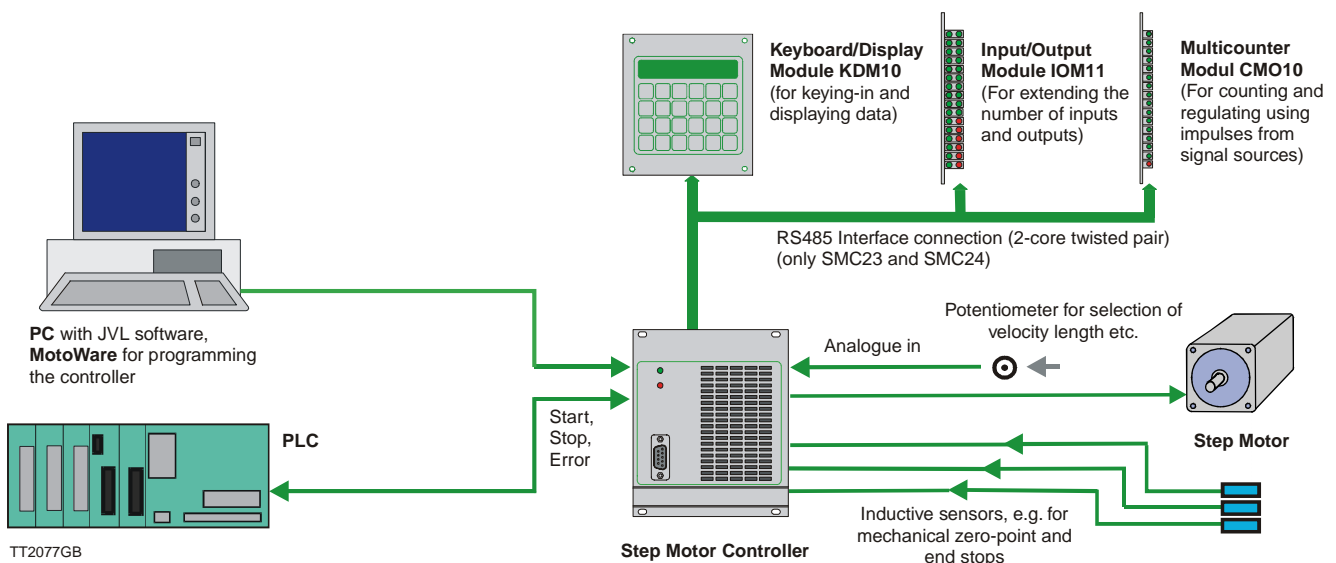 Keyboard/Display
Module KDM10
(for keying-in and
displaying data)
Input/Output
Module IOM11
(For extending the
number of inputs
and outputs)
Multicounter
Modul CMO10
(For counting and
regulating using
impulses from
signal sources)
RS485 Interface connection (2-core twisted pair)
(only SMC23 and SMC24)
PC with JVL software,
MotoWare for programming
the controller
Analogue in
Potentiometer for selection of
velocity length etc.
Step Motor
PLC
Start,
Stop,
Error
Inductive sensors, e.g. for
mechanical zero-point and
end stops
Step Motor Controller
TT2077GB